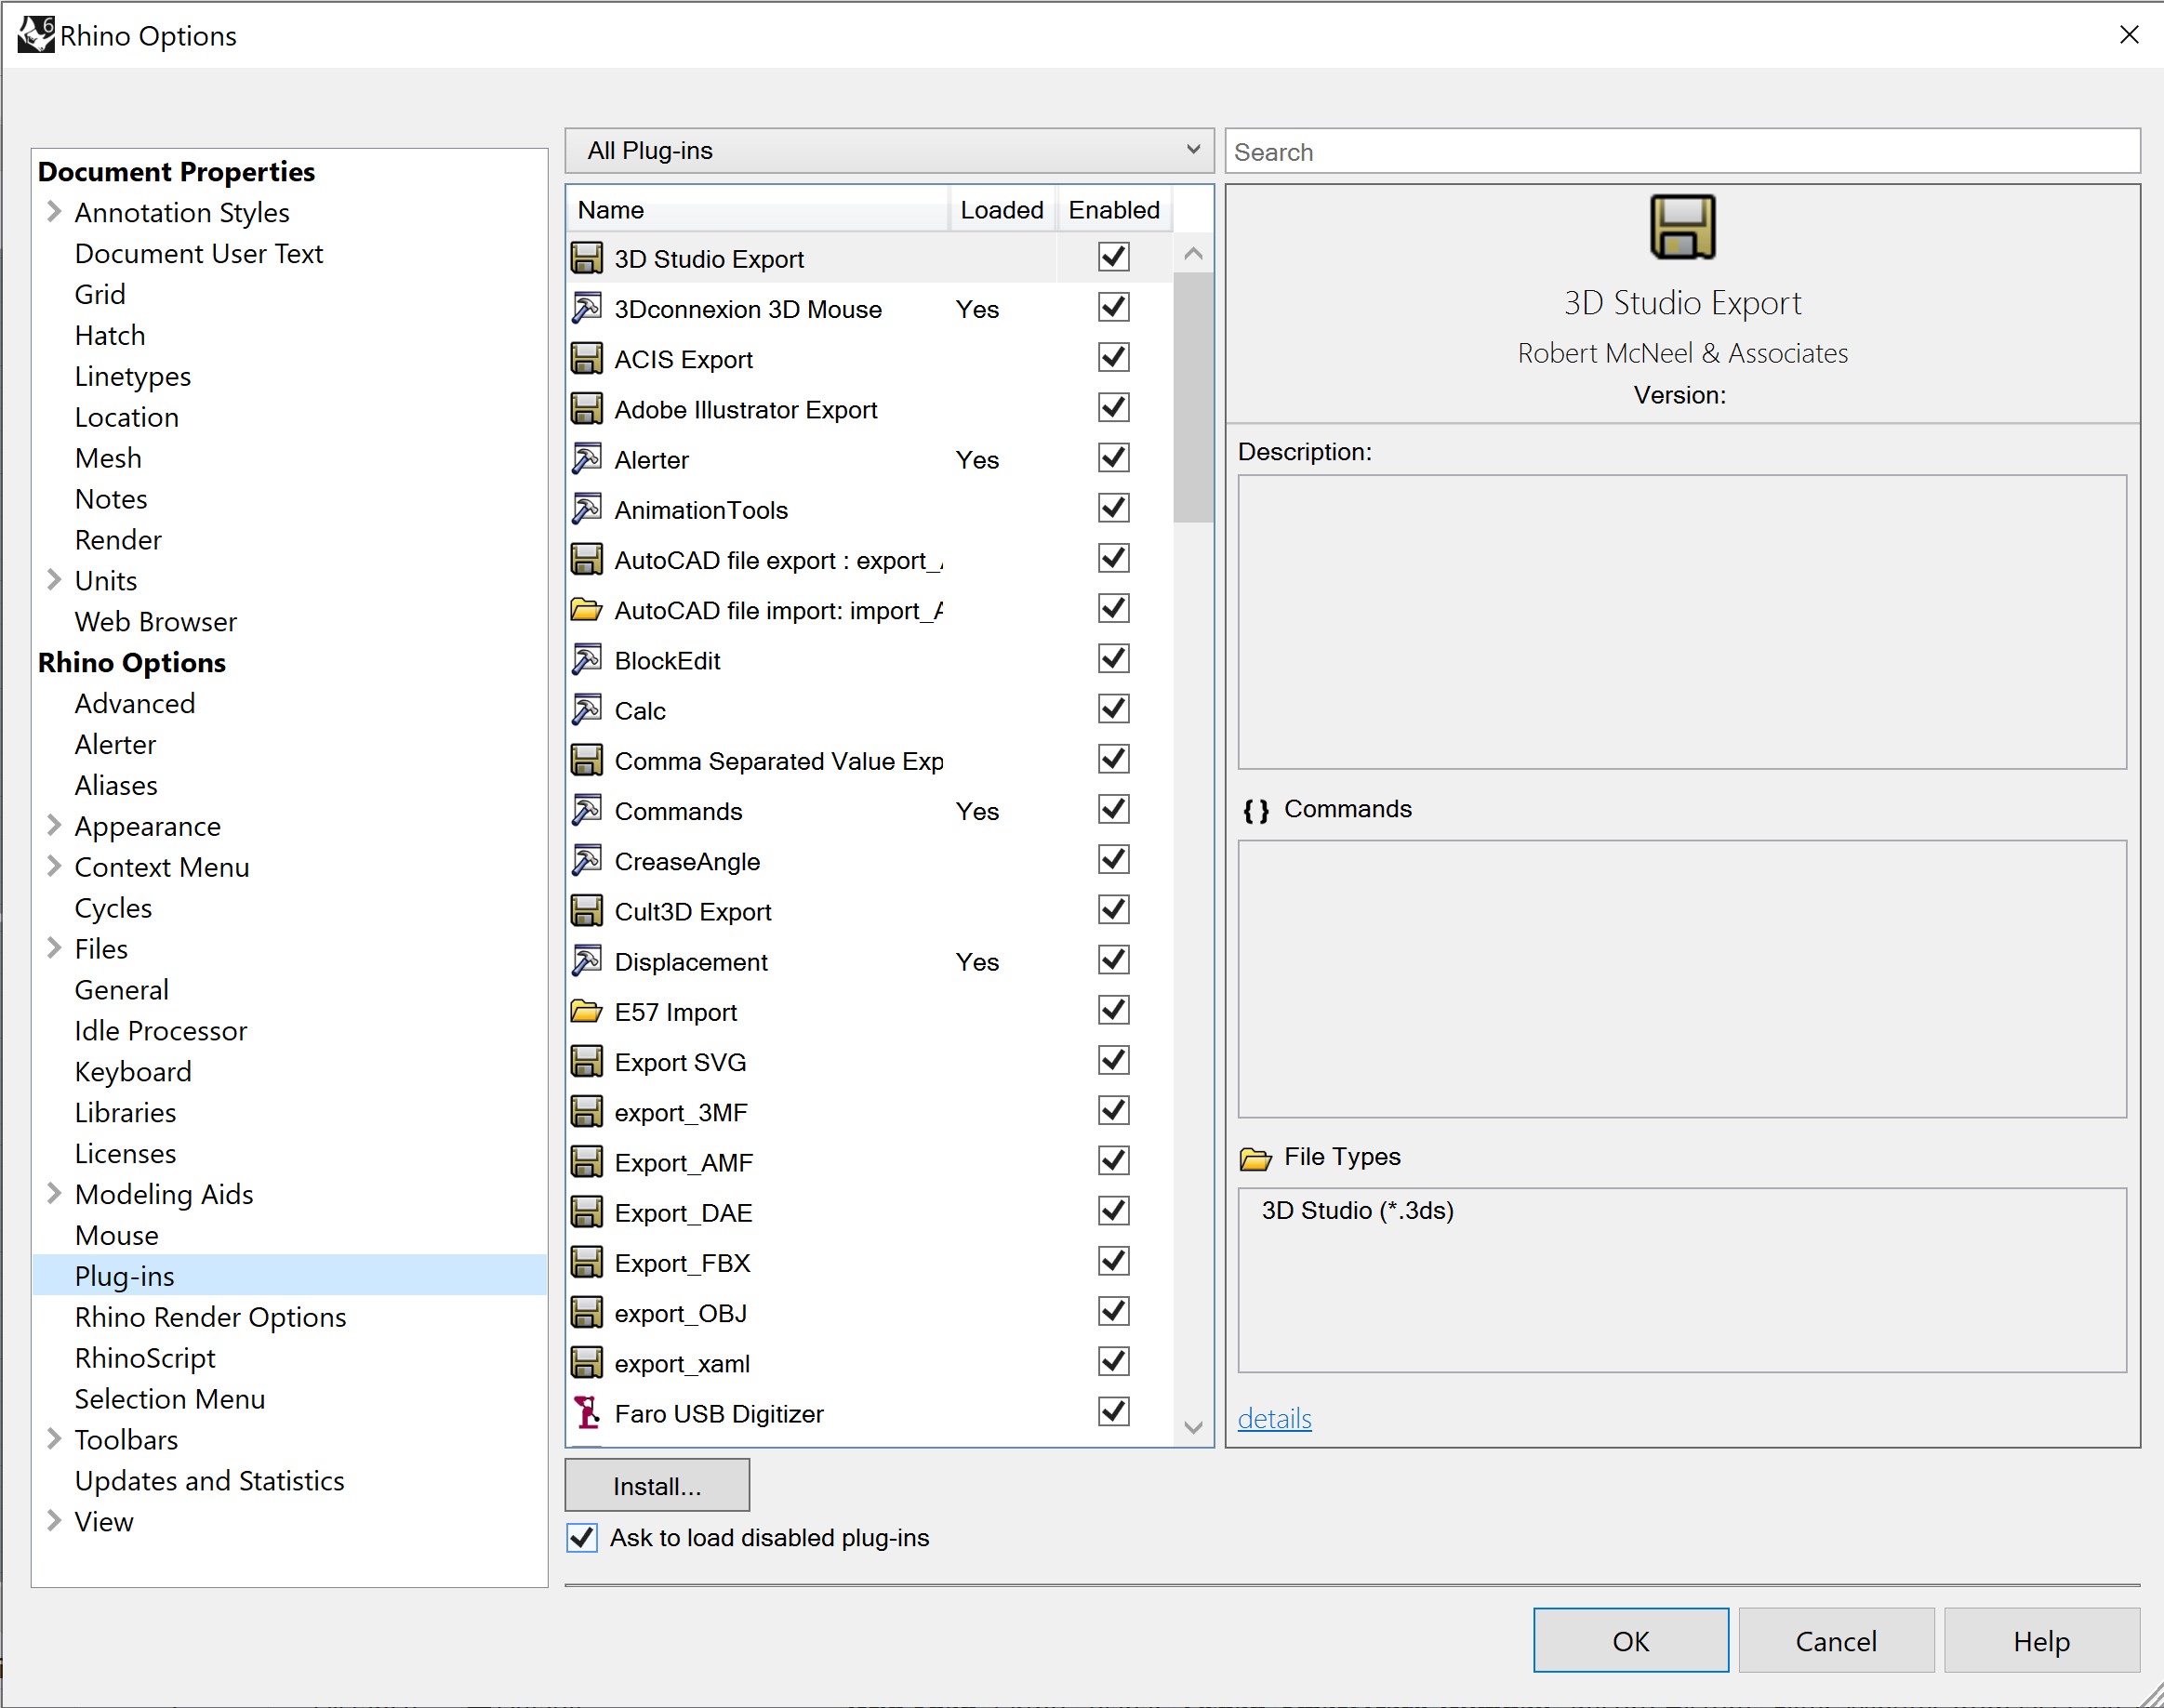 Rhino Options
Document Properties
Annotation Styles
Document User Text
Grid
Hatch
Linetypes
Location
Mesh
Notes
Render
Units
Web Browser
Rhino Options
Advanced
Alerter
Aliases
Appearance
Context Menu
Cycles
Files
General
Idle Processor
Keyboard
Libraries
Licenses
Modeling Aids
Mouse
Plug-ins
Rhino Render Options
RhinoScript
Selection Menu
Toolbars
Updates and Statistics
View
All Plug-ins
Name Loaded Enabled
3D Studio Export
3Dconnexion 3D Mouse Yes
ACIS Export
Adobe Illustrator Export
Alerter Yes
AnimationTools
AutoCAD file export : export_
AutoCAD file import: import_A
BlockEdit
Calc
Comma Separated Value Exp
Commands Yes
CreaseAngle
Cult3D Export
Displacement Yes
E57 Import
Export SVG
export_3MF
Export_AMF
Export_DAE
Export_FBX
export_OBJ
export_xaml
Faro USB Digitizer
Install...
Ask to load disabled plug-ins
Search
3D Studio Export
Robert McNeel & Associates
Version:
Description:
{} Commands
File Types
3D Studio (*.3ds)
details
OK Cancel Help